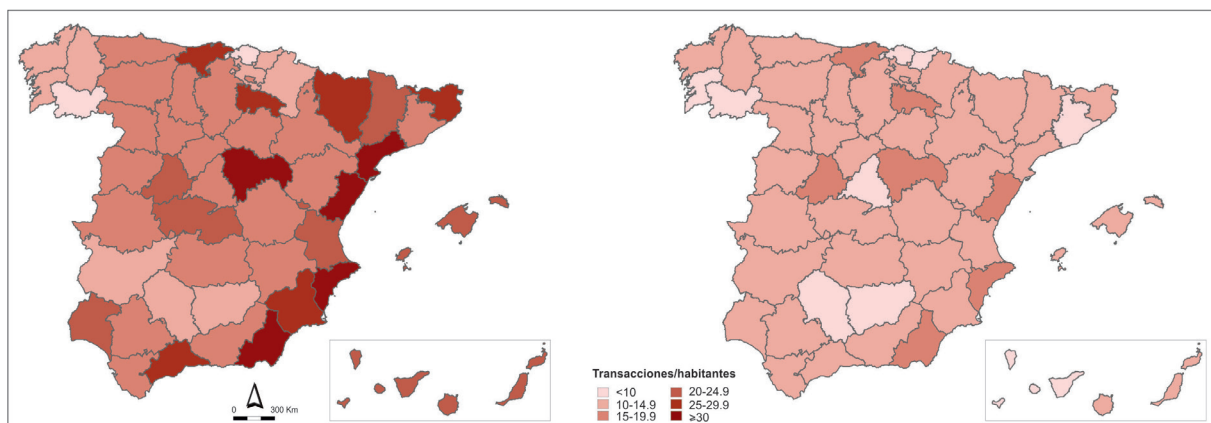 Transacciones/habitantes
<10 20-24.9
10-14.9 25-29.9
15-19.9 ≥30
0 300 Km